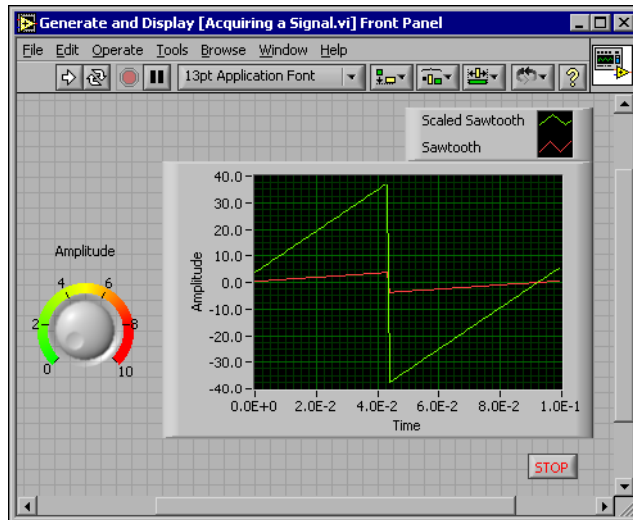 Generate and Display [Acquiring a Signal.vi] Front Panel
File Edit Operate Tools Browse Window Help
13pt Application Font
Scaled Sawtooth
Sawtooth
40.0
30.0
20.0
10.0
0.0
-10.0
-20.0
-30.0
-40.0
Amplitude
0.0E+0 2.0E-2 4.0E-2 6.0E-2 8.0E-2 1.0E-1
Time
Amplitude
4 6
2 8
0 10
STOP